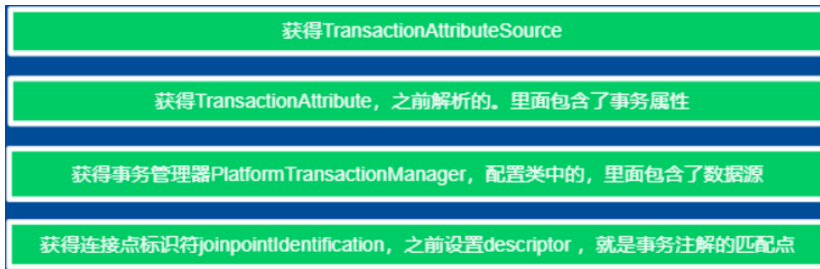 获得TransactionAttributeSource
获得TransactionAttribute，之前解析的。里面包含了事务属性
获得事务管理器PlatformTransactionManager，配置类中的，里面包含了数据源
获得连接点标识符joinpointIdentification，之前设置descriptor ，就是事务注解的匹配点